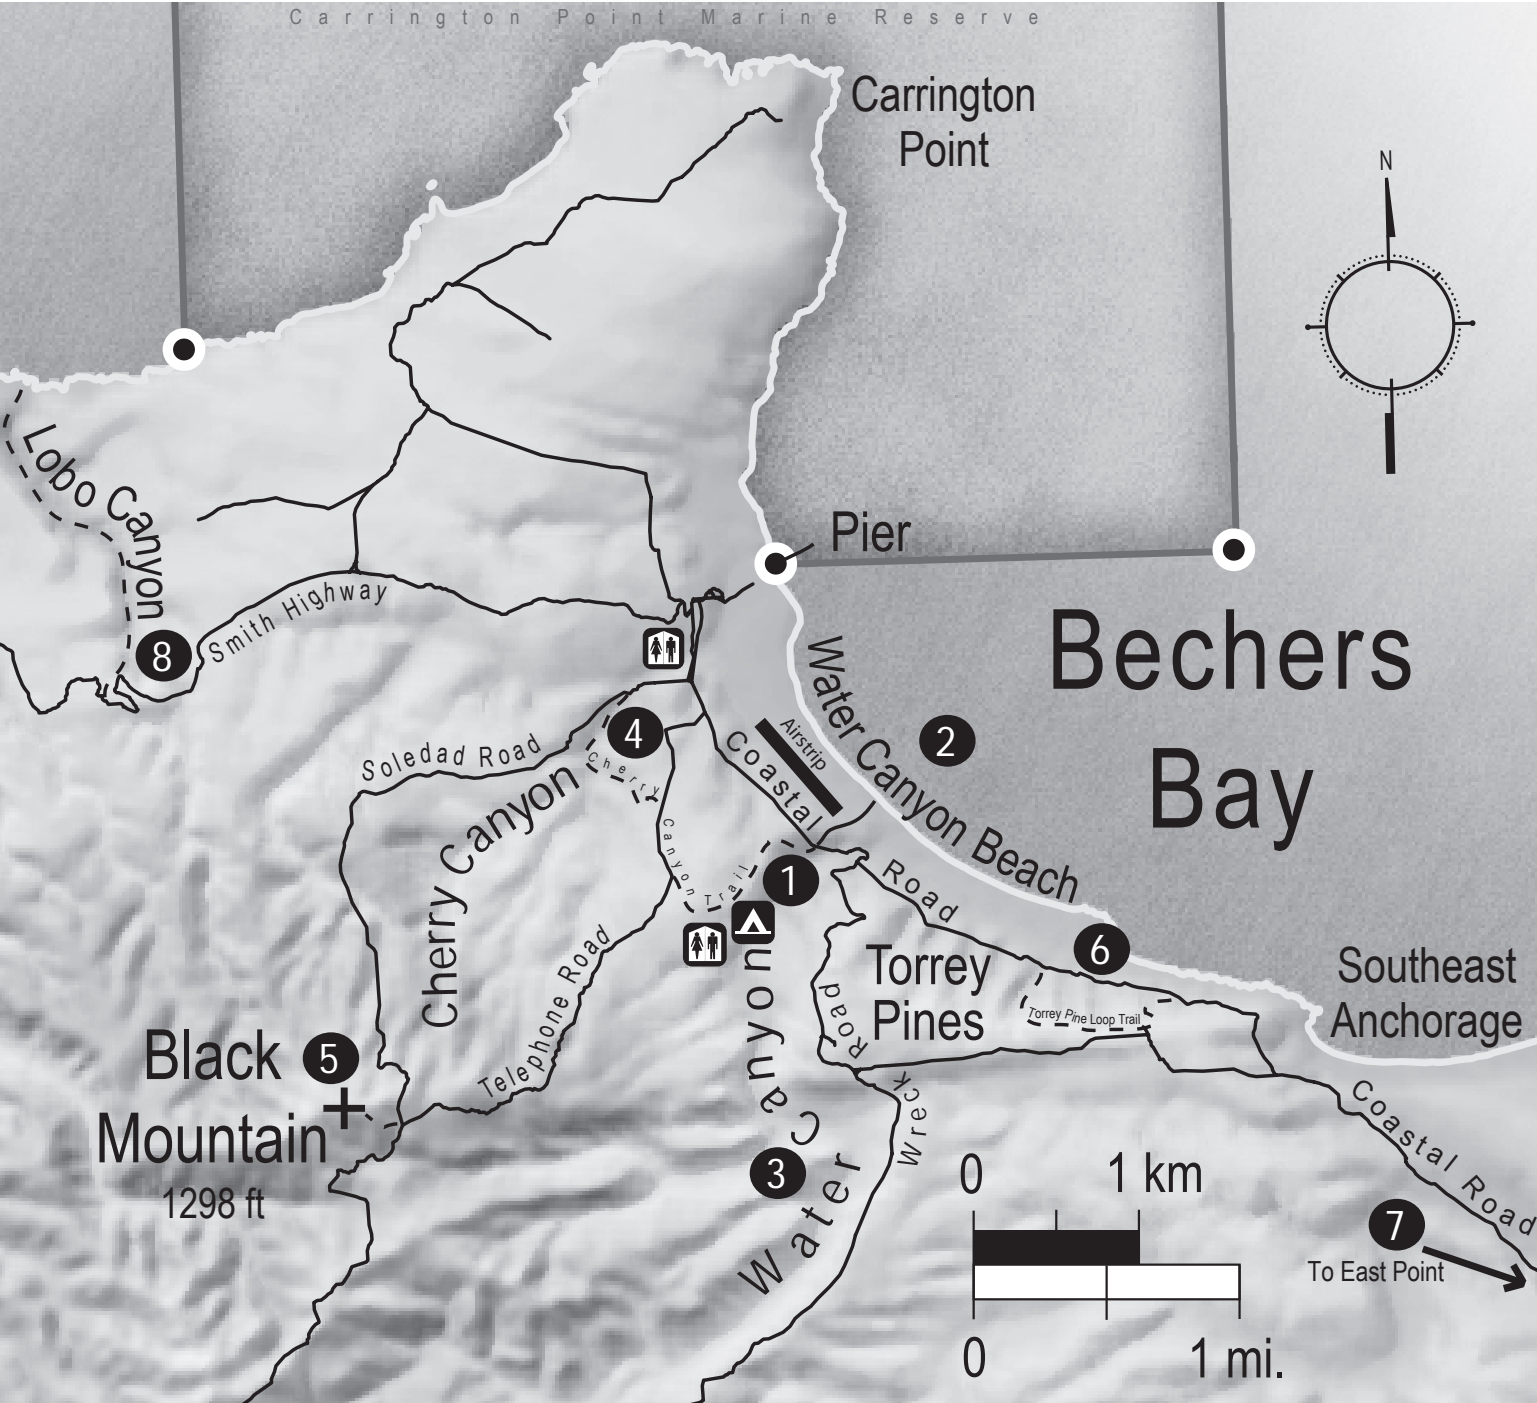 Carrington Point Marine Reserve
Carrington
Point
N
Lobo Canyon
Pier
Smith Highway
8
Bechers
Bay
Water Canyon Beach
2
4
Airstrip
Soledad Road
Coastal
Road
Cherry
Canyon
Trail
Cherry Canyon
1
6
Torrey
Pines
Southeast
Anchorage
Torrey Pine Loop Trail
Telephone Road
Water Canyon
Wreck
Road
Black
Mountain
1298 ft
5
3
Coastal Road
0
1 km
7
To East Point
0
1 mi.